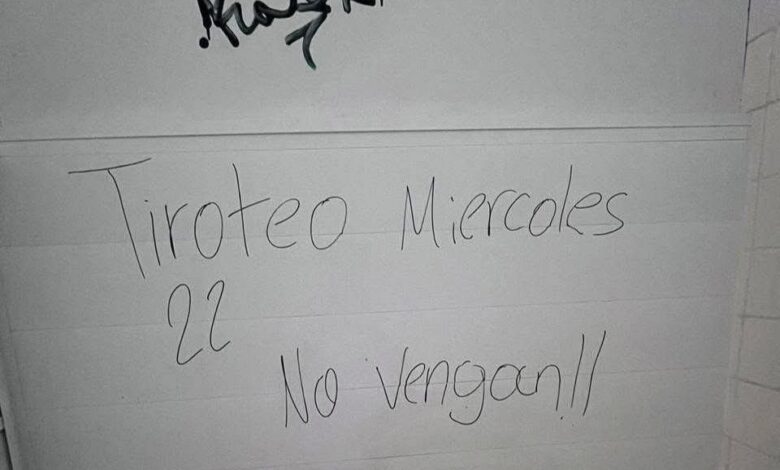 Tiroteo Miercoles
22
No Vengan!!